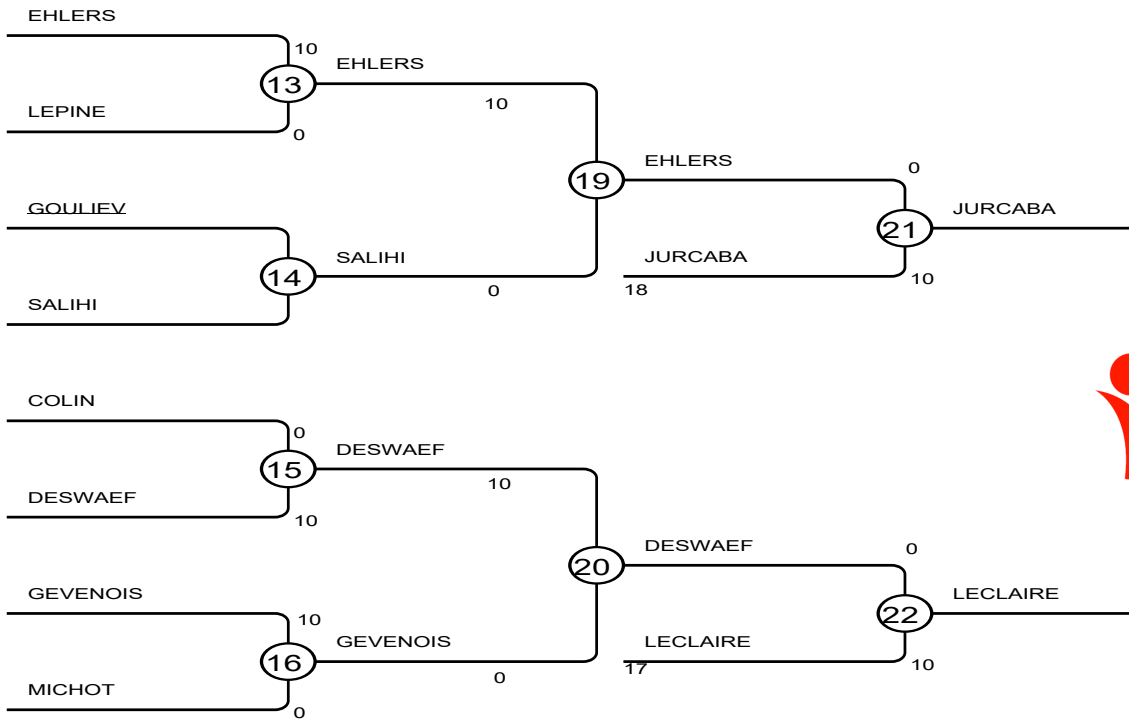 EHLERS
10
13
EHLERS
10
LEPINE
0
19
EHLERS
0
GOULIEV
21
JURCABA
14
SALIHI
0
JURCABA
18
10
SALIHI
COLIN
0
15
DESWAEF
10
DESWAEF
10
20
DESWAEF
0
GEVENOIS
10
22
LECLAIRE
16
GEVENOIS
0
LECLAIRE
17
10
MICHOT
0